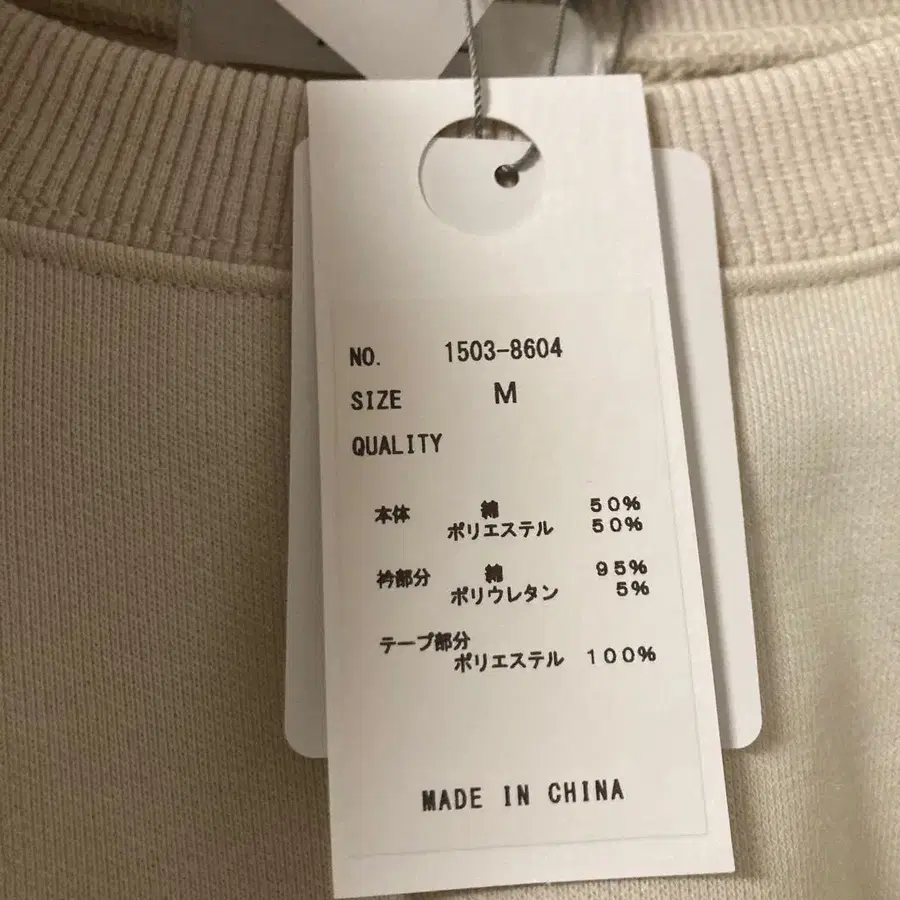 NO. 1503-8604
SIZE M
QUALITY
本体 綿 50%
ポリエステル 50%
衿部分 綿 95%
ポリウレタン 5%
テープ部分
ポリエステル 100%
MADE IN CHINA